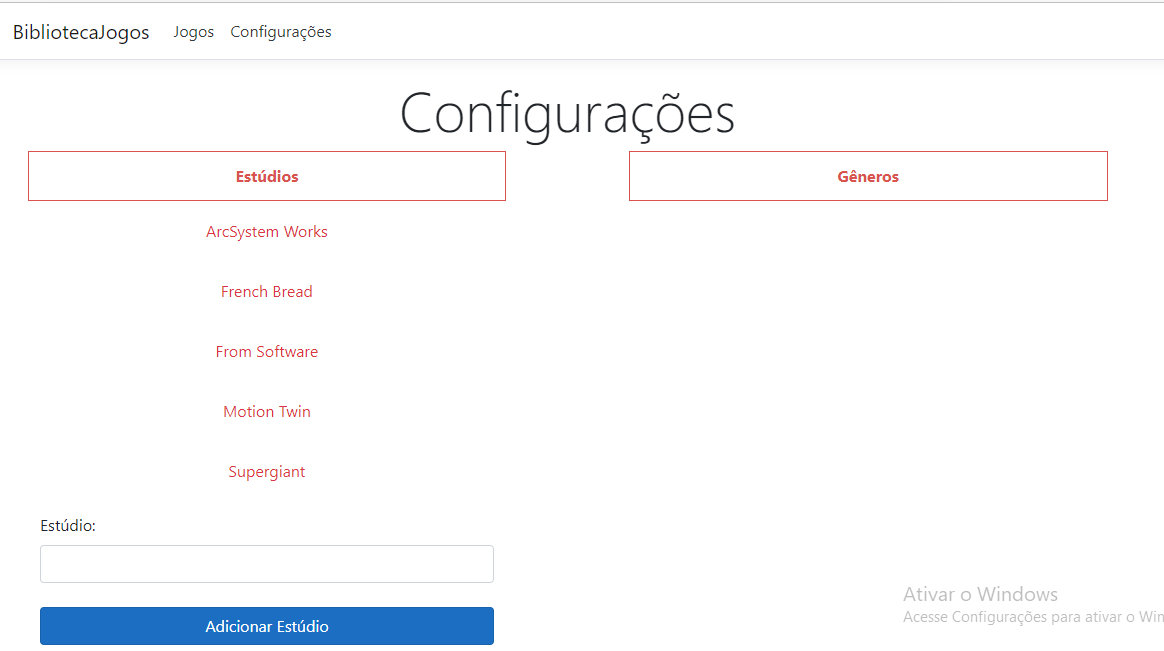 BibliotecaJogos Jogos Configurações
Configurações
Estúdios
Gêneros
ArcSystem Works
French Bread
From Software
Motion Twin
Supergiant
Estúdio:
Adicionar Estúdio
Ativar o Windows
Acesse Configurações para ativar o Win